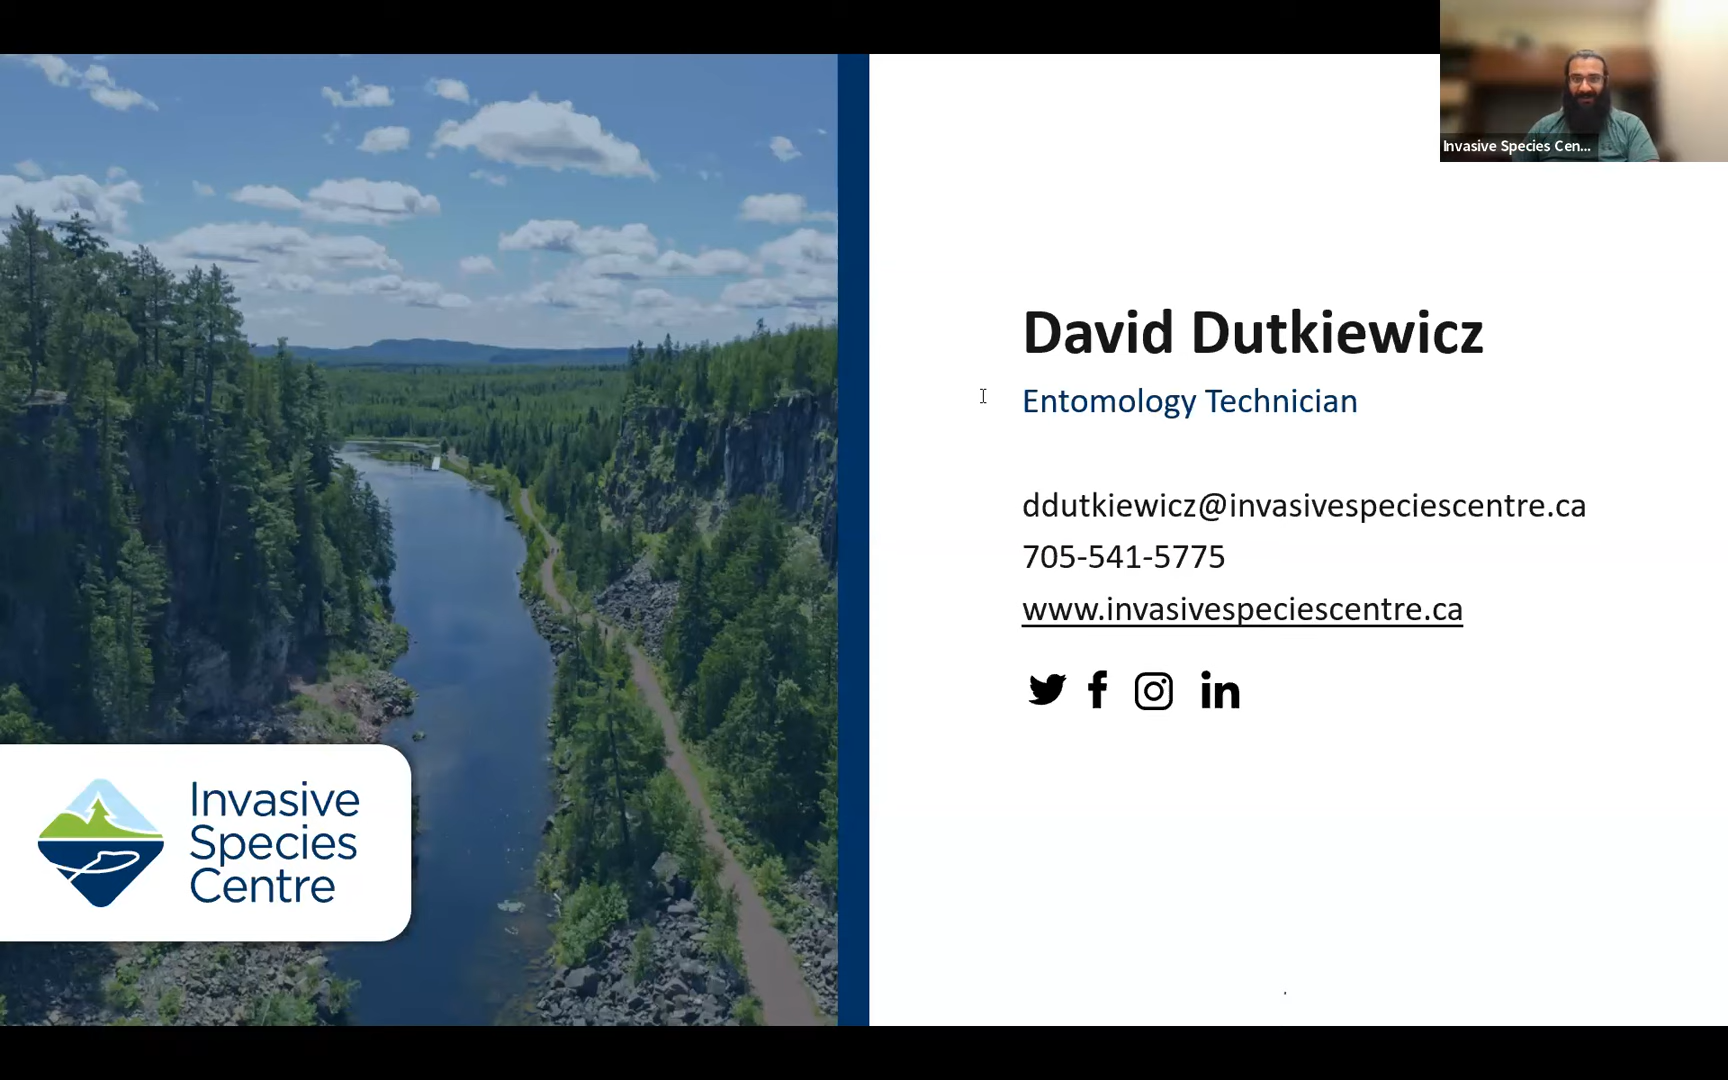 Invasive Species Cen...
David Dutkiewicz
Entomology Technician
ddutkiewicz@invasivespeciescentre.ca
705-541-5775
www.invasivespeciescentre.ca
Invasive
Species
Centre